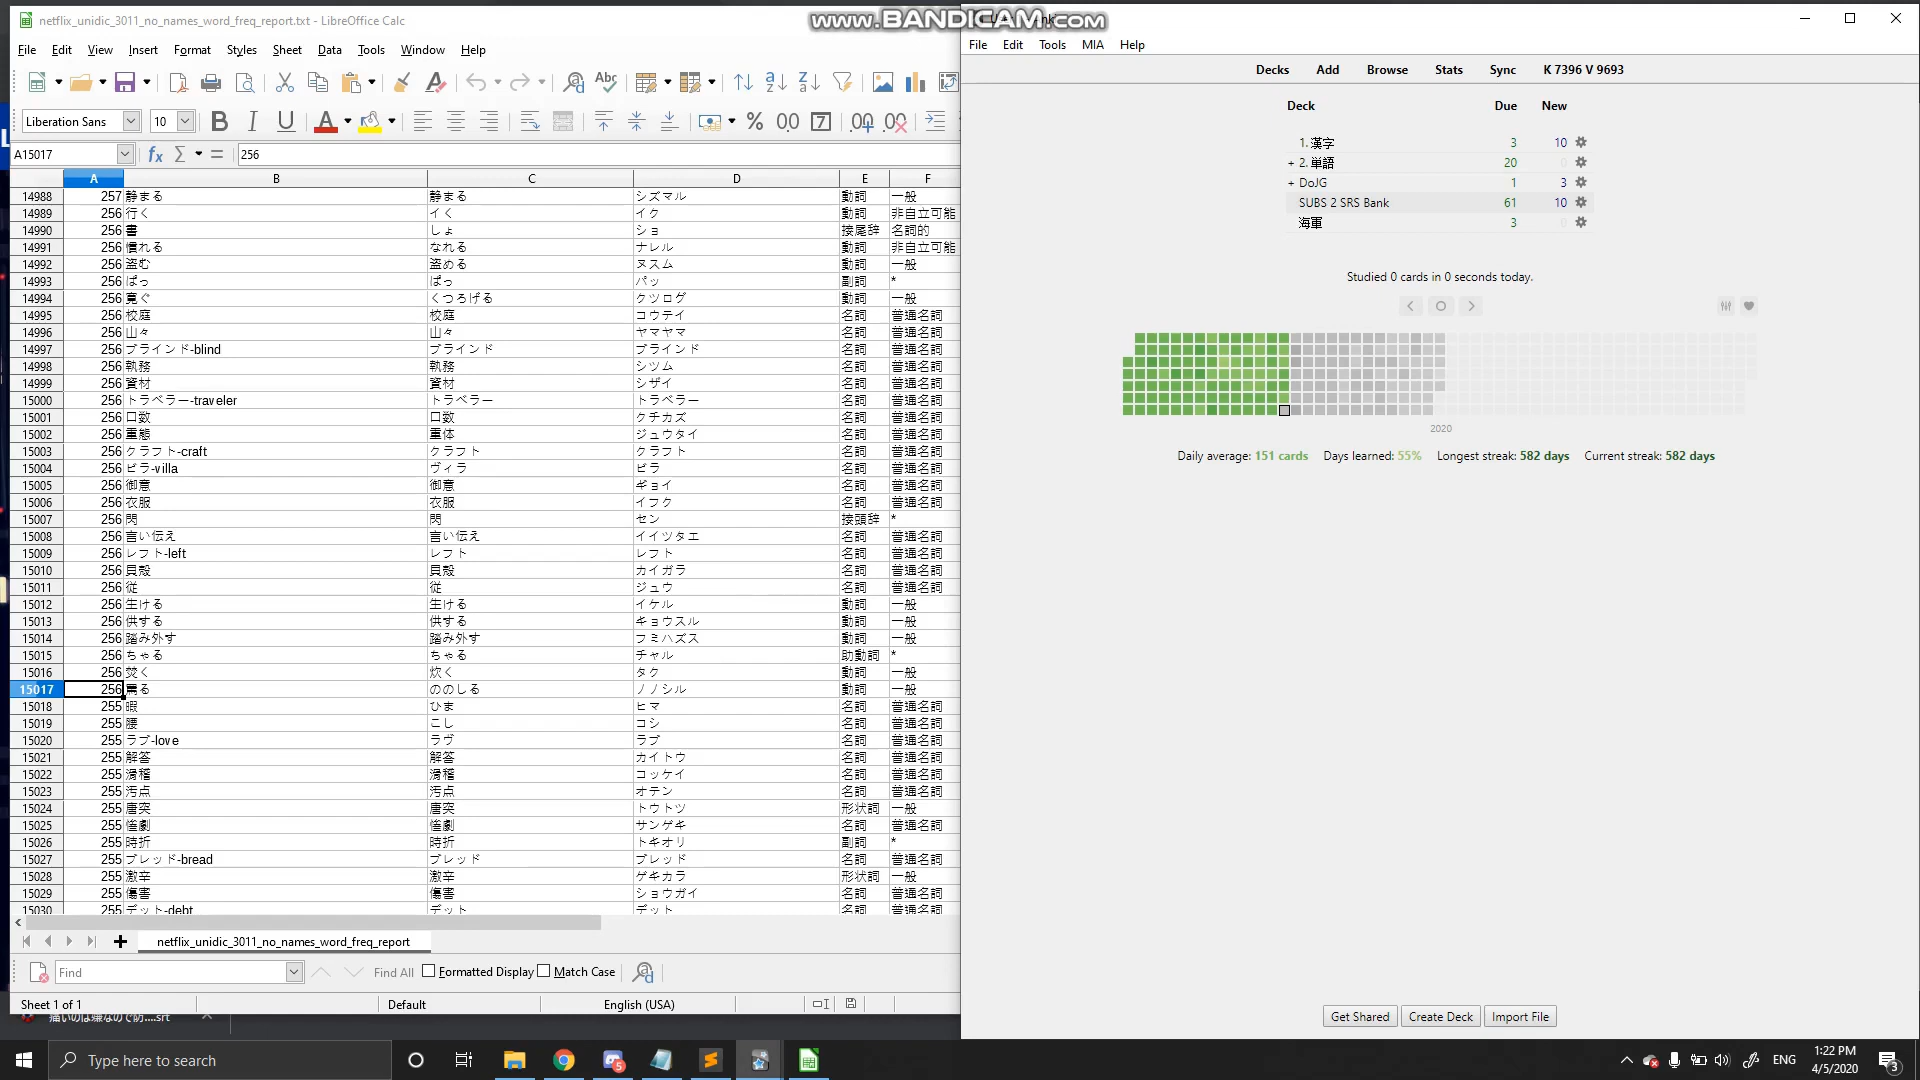 netflix_unidic_3011_no_names_word_freq_report.txt - LibreOffice Calc
www.BANDICAM.com
File Edit View Insert Format Styles Sheet Data Tools Window Help
File Edit Tools MIA Help
Decks Add Browse Stats Sync K 7396 V 9693
Liberation Sans 10
A15017 256
A B C D E F
14988 257 静まる 静まる シズマル 動詞 一般
14989 256 行く イく イク 動詞 非自立可能
14990 256 書 しょ ショ 接尾辞 名詞的
14991 256 慣れる なれる ナレル 動詞 非自立可能
14992 256 盗む 盗める ヌスム 動詞 一般
14993 256 ぱっ ぱっ パッ 副詞 *
14994 256 寛ぐ くつろげる クツログ 動詞 一般
14995 256 校庭 校庭 コウテイ 名詞 普通名詞
14996 256 山々 山々 ヤマヤマ 名詞 普通名詞
14997 256 ブラインド-blind ブラインド ブラインド 名詞 普通名詞
14998 256 執務 執務 シツム 名詞 普通名詞
14999 256 資材 資材 シザイ 名詞 普通名詞
15000 256 トラベラー-traveler トラベラー トラベラー 名詞 普通名詞
15001 256 口数 口数 クチカズ 名詞 普通名詞
15002 256 重態 重体 ジュウタイ 名詞 普通名詞
15003 256 クラフト-craft クラフト クラフト 名詞 普通名詞
15004 256 ビラ-villa ヴィラ ビラ 名詞 普通名詞
15005 256 御意 御意 ギョイ 名詞 普通名詞
15006 256 衣服 衣服 イフク 名詞 普通名詞
15007 256 閃 閃 セン 接頭辞 *
15008 256 言い伝え 言い伝え イイツタエ 名詞 普通名詞
15009 256 レフト-left レフト レフト 名詞 普通名詞
15010 256 貝殻 貝殻 カイガラ 名詞 普通名詞
15011 256 従 従 ジュウ 名詞 普通名詞
15012 256 生ける 生ける イケル 動詞 一般
15013 256 供する 供する キョウスル 動詞 一般
15014 256 踏み外す 踏み外す フミハズス 動詞 一般
15015 256 ちゃる ちゃる チャル 助動詞 *
15016 256 焚く 炊く タク 動詞 一般
15017 256 罵る ののしる ノノシル 動詞 一般
15018 255 暇 ひま ヒマ 名詞 普通名詞
15019 255 腰 こし コシ 名詞 普通名詞
15020 255 ラブ-love ラヴ ラブ 名詞 普通名詞
15021 255 解答 解答 カイトウ 名詞 普通名詞
15022 255 滑稽 滑稽 コッケイ 名詞 普通名詞
15023 255 汚点 汚点 オテン 名詞 普通名詞
15024 255 唐突 唐突 トウトツ 形状詞 一般
15025 255 惨劇 惨劇 サンゲキ 名詞 普通名詞
15026 255 時折 時折 トキオリ 副詞 *
15027 255 ブレッド-bread ブレッド ブレッド 名詞 普通名詞
15028 255 激辛 激辛 ゲキカラ 形状詞 一般
15029 255 傷害 傷害 ショウガイ 名詞 普通名詞
15030 255 デット-debt デット デット 名詞 普通名詞
netflix_unidic_3011_no_names_word_freq_report
Find Find All Formatted Display Match Case
Sheet 1 of 1 Default English (USA)
Deck Due New
1. 漢字 3 10
+ 2. 単語 20 0
+ DoJG 1 3
SUBS 2 SRS Bank 61 10
海軍 3 0
Studied 0 cards in 0 seconds today.
2020
Daily average: 151 cards Days learned: 55% Longest streak: 582 days Current streak: 582 days
Get Shared Create Deck Import File
痛いのは嫌なので防....srt
Type here to search
5
ENG
1:22 PM
4/5/2020
3